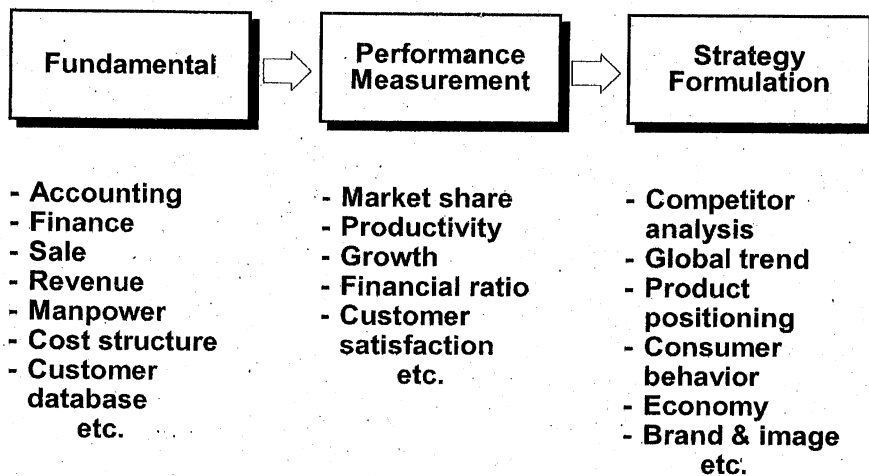 Fundamental
Performance
Measurement
Strategy
Formulation
- Accounting
- Finance
- Sale
- Revenue
- Manpower
- Cost structure
- Customer
database
etc.
- Market share
- Productivity
- Growth
- Financial ratio
- Customer
satisfaction
etc.
- Competitor
analysis
- Global trend
- Product
positioning
- Consumer
behavior
- Economy
- Brand & image
etc.